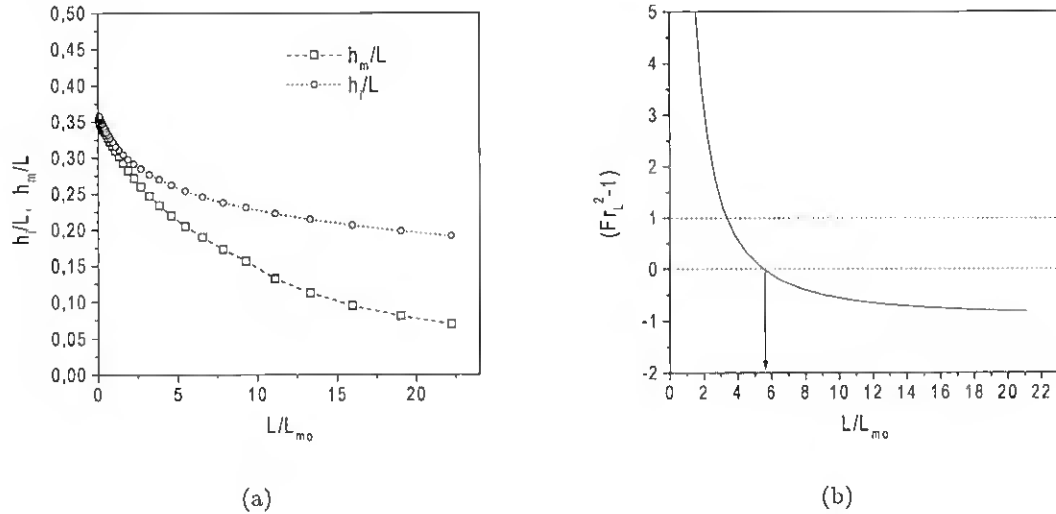 0,50
0,45
0,40
0,35
0,30
0,25
0,20
0,15
0,10
0,05
0,00
h_l/L, h_m/L
h_m/L
h_l/L
0 5 10 15 20
L/L_mo
(a)
5
4
3
2
1
0
-1
-2
(Fr_L^2-1)
0 2 4 6 8 10 12 14 16 18 20 22
L/L_mo
(b)